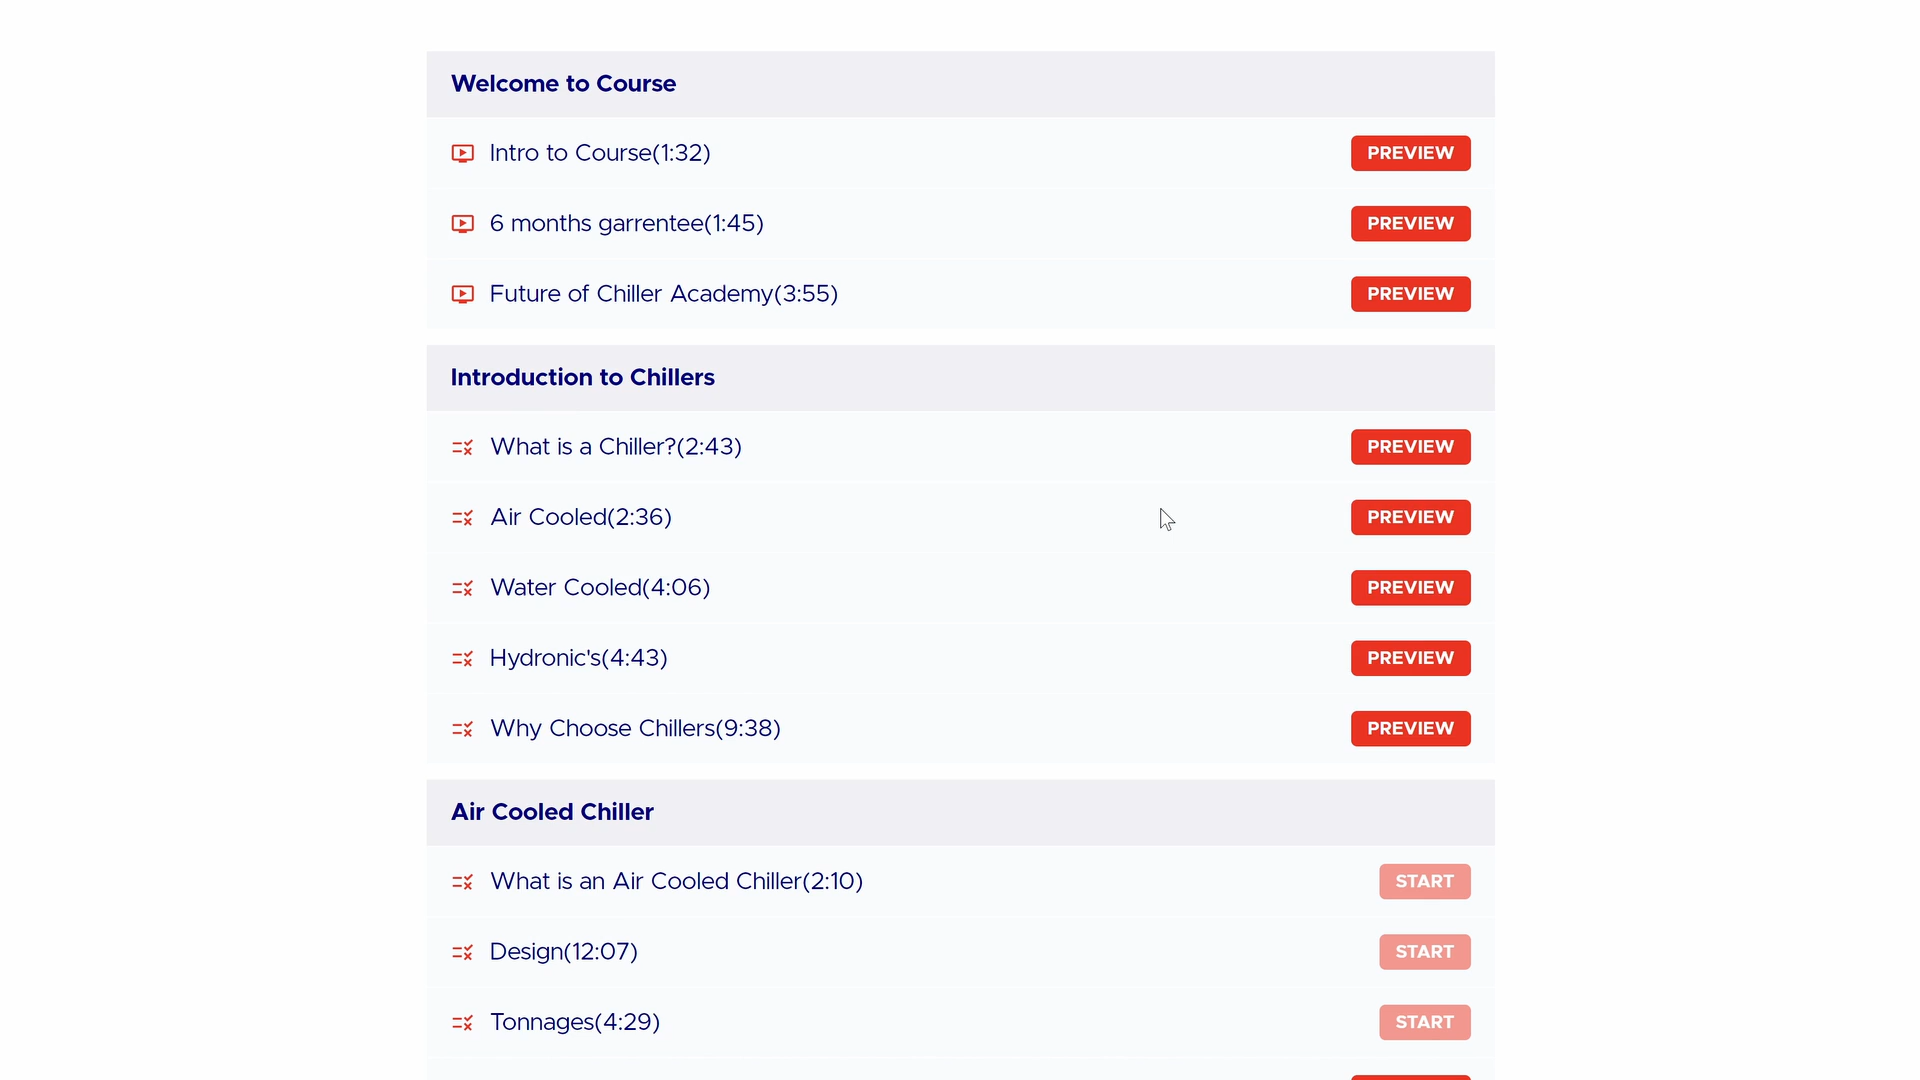 Welcome to Course
Intro to Course(1:32) PREVIEW
6 months garrentee(1:45) PREVIEW
Future of Chiller Academy(3:55) PREVIEW
Introduction to Chillers
What is a Chiller?(2:43) PREVIEW
Air Cooled(2:36) PREVIEW
Water Cooled(4:06) PREVIEW
Hydronic's(4:43) PREVIEW
Why Choose Chillers(9:38) PREVIEW
Air Cooled Chiller
What is an Air Cooled Chiller(2:10) START
Design(12:07) START
Tonnages(4:29) START